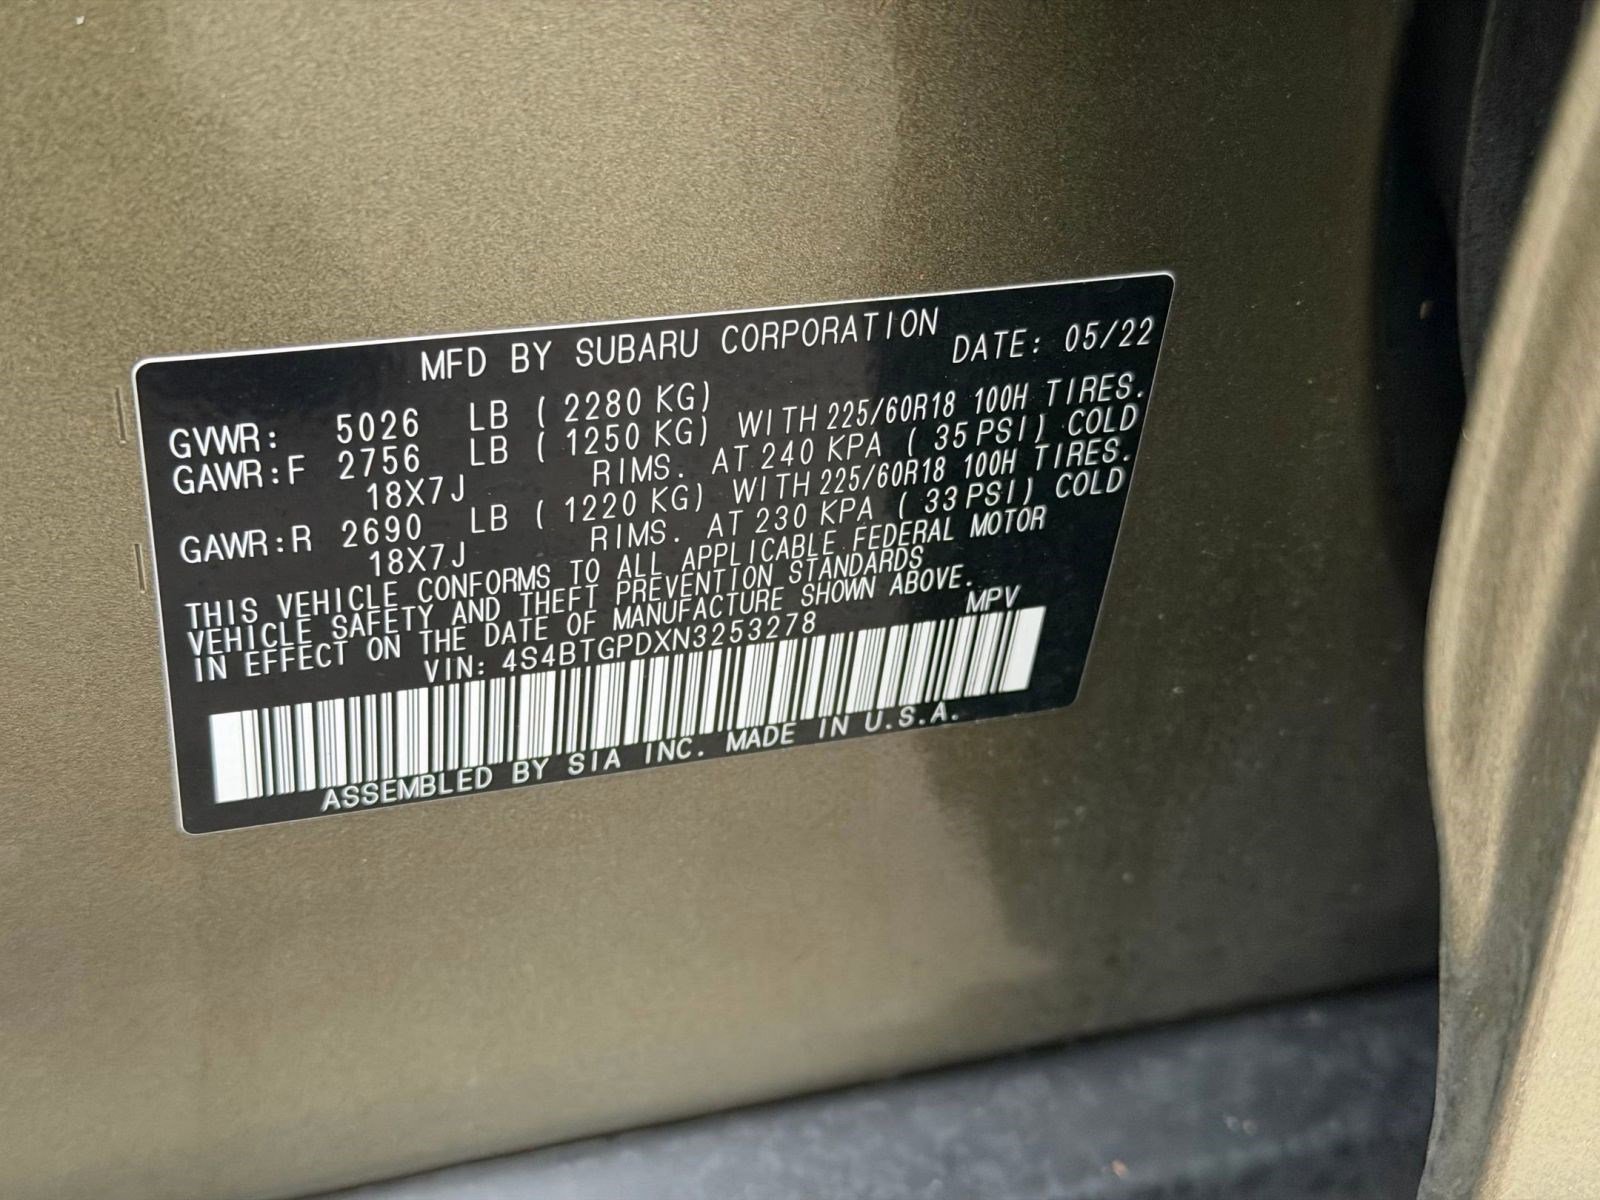 MFD BY SUBARU CORPORATION DATE: 05/22
GVWR: 5026 LB ( 2280 KG)
GAWR:F 2756 LB ( 1250 KG) WITH 225/60R18 100H TIRES.
18X7J RIMS. AT 240 KPA ( 35 PSI) COLD
GAWR:R 2690 LB ( 1220 KG) WITH 225/60R18 100H TIRES.
18X7J RIMS. AT 230 KPA ( 33 PSI) COLD
THIS VEHICLE CONFORMS TO ALL APPLICABLE FEDERAL MOTOR
VEHICLE SAFETY AND THEFT PREVENTION STANDARDS
IN EFFECT ON THE DATE OF MANUFACTURE SHOWN ABOVE.
VIN: 4S4BTGPDXN3253278 MPV
ASSEMBLED BY SIA INC. MADE IN U.S.A.